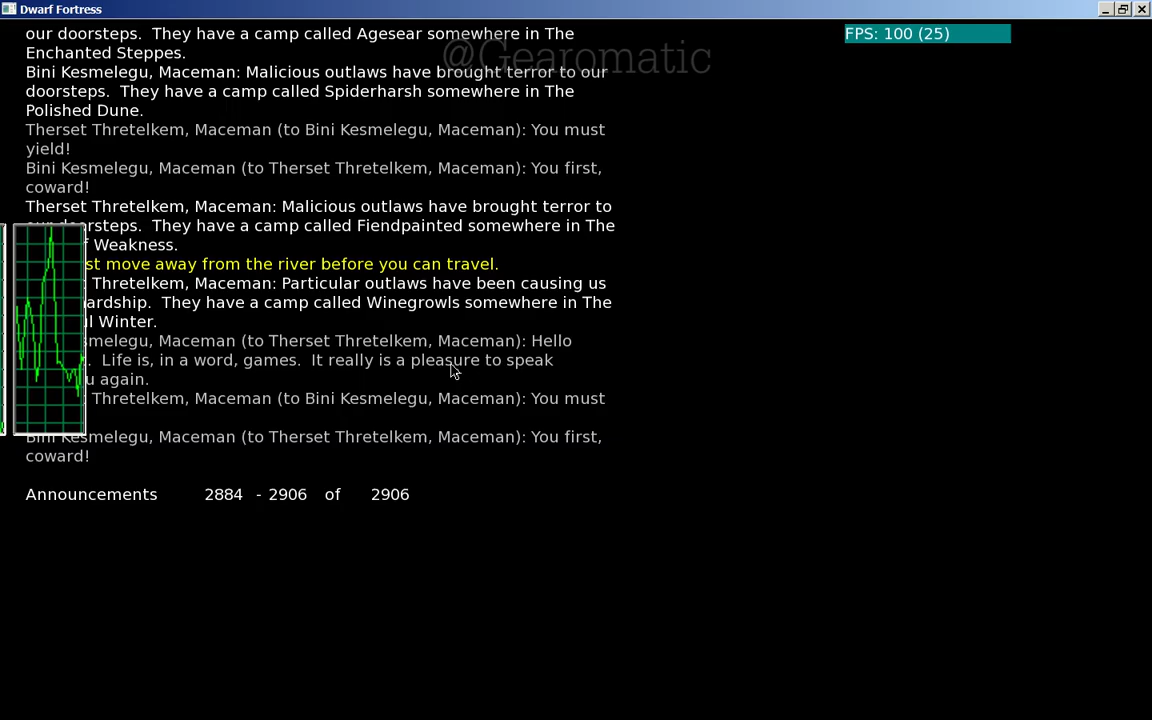 Dwarf Fortress
our doorsteps. They have a camp called Agesear somewhere in The
FPS: 100 (25)
@Gearomatic
Enchanted Steppes.
Bini Kesmelegu, Maceman: Malicious outlaws have brought terror to our
doorsteps. They have a camp called Spiderharsh somewhere in The
Polished Dune.
Therset Thretelkem, Maceman (to Bini Kesmelegu, Maceman): You must
yield!
Bini Kesmelegu, Maceman (to Therset Thretelkem, Maceman): You first,
coward!
Therset Thretelkem, Maceman: Malicious outlaws have brought terror to
our doorsteps. They have a camp called Fiendpainted somewhere in The
f Weakness.
st move away from the river before you can travel.
Thretelkem, Maceman: Particular outlaws have been causing us
ardship. They have a camp called Winegrowls somewhere in The
l Winter.
smelegu, Maceman (to Therset Thretelkem, Maceman): Hello
. Life is, in a word, games. It really is a pleasure to speak
u again.
Thretelkem, Maceman (to Bini Kesmelegu, Maceman): You must
Bini Kesmelegu, Maceman (to Therset Thretelkem, Maceman): You first,
coward!
Announcements 2884 - 2906 of 2906